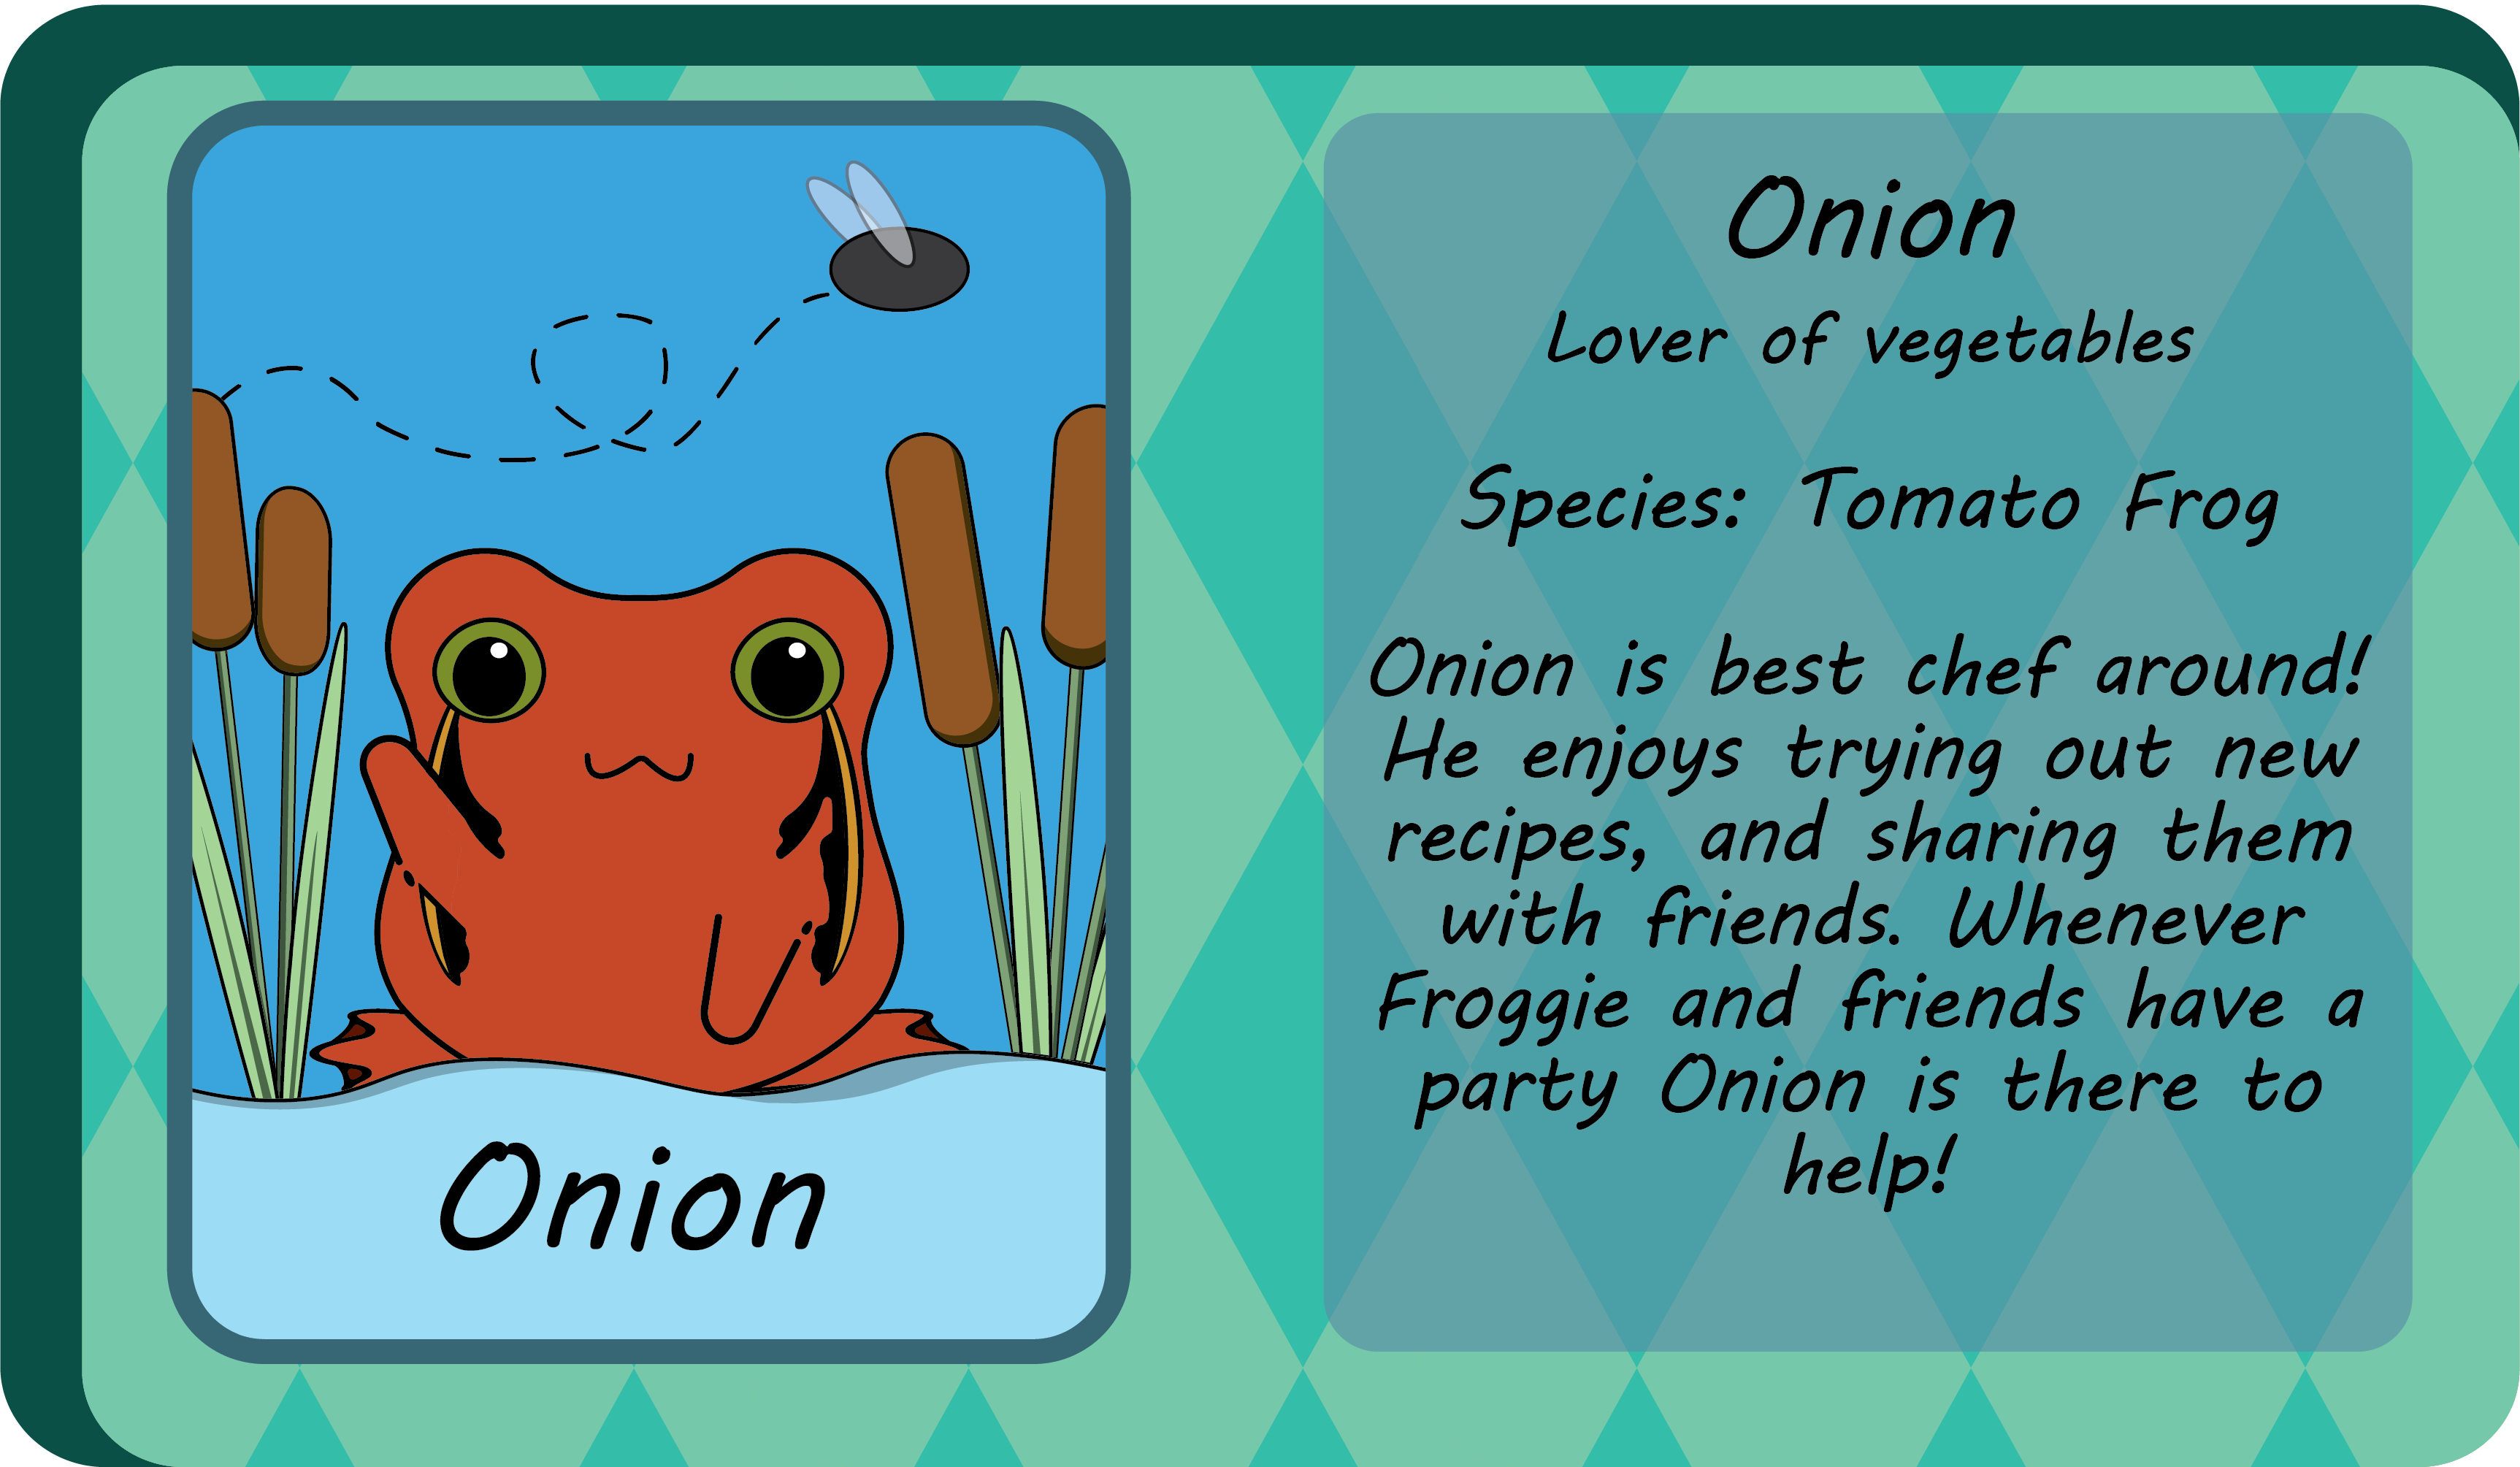 Onion
Onion
Lover of vegetables
Species: Tomato Frog
Onion is best chef around!
He enjoys trying out new
recipes, and sharing them
with friends. Whenever
Froggie and friends have a
party Onion is there to
help!